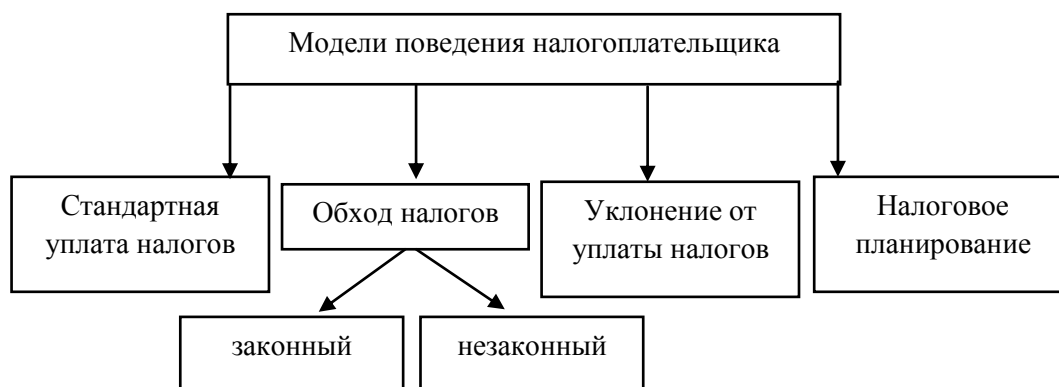 Модели поведения налогоплательщика
Стандартная
уплата налогов
Обход налогов
Уклонение от
уплаты налогов
Налоговое
планирование
законный
незаконный